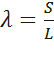 λ = S/L